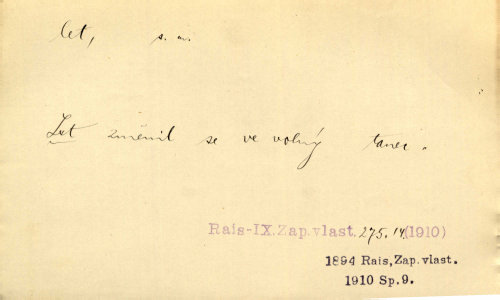 let, s. m.
Let změnil se ve volný tanec.
Rais-IX.Zap.vlast. 275.14 (1910)
1894 Rais, Zap. vlast.
1910 Sp. 9.